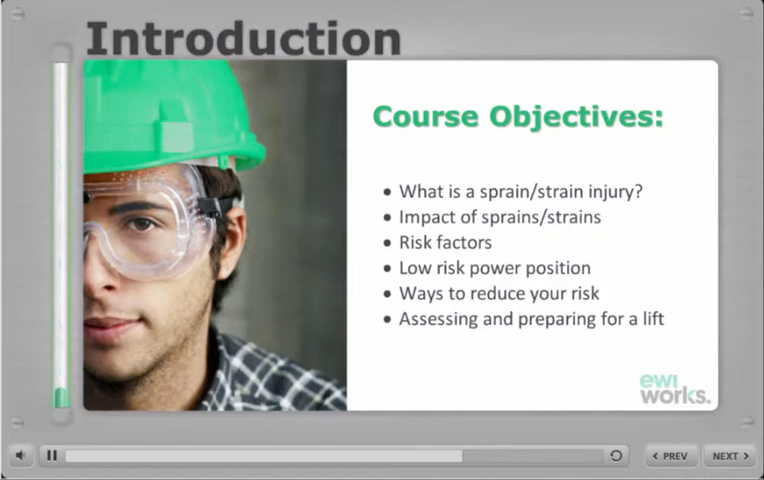 Introduction
Course Objectives:
• What is a sprain/strain injury?
• Impact of sprains/strains
• Risk factors
• Low risk power position
• Ways to reduce your risk
• Assessing and preparing for a lift
ewi
works.
< PREV
NEXT >